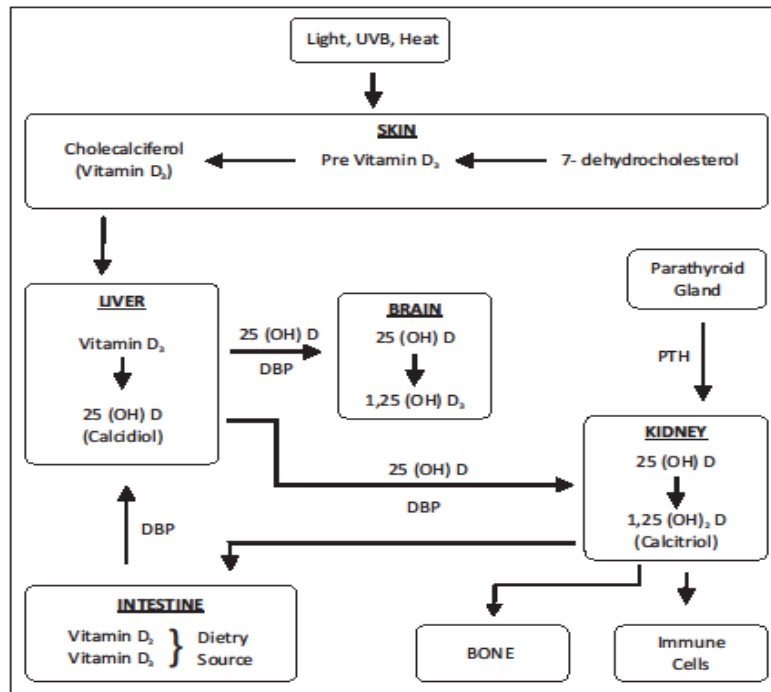 Light, UVB, Heat
SKIN
Cholecalciferol
(Vitamin D₃)
Pre Vitamin D₃
7- dehydrocholesterol
Parathyroid
Gland
PTH
LIVER
Vitamin D₃
25 (OH) D
(Calcidiol)
25 (OH) D
DBP
BRAIN
25 (OH) D
1,25 (OH) D₃
25 (OH) D
DBP
KIDNEY
25 (OH) D
1,25 (OH)₂ D
(Calcitriol)
DBP
INTESTINE
Vitamin D₂
Vitamin D₃
} Dietry
Source
BONE
Immune
Cells